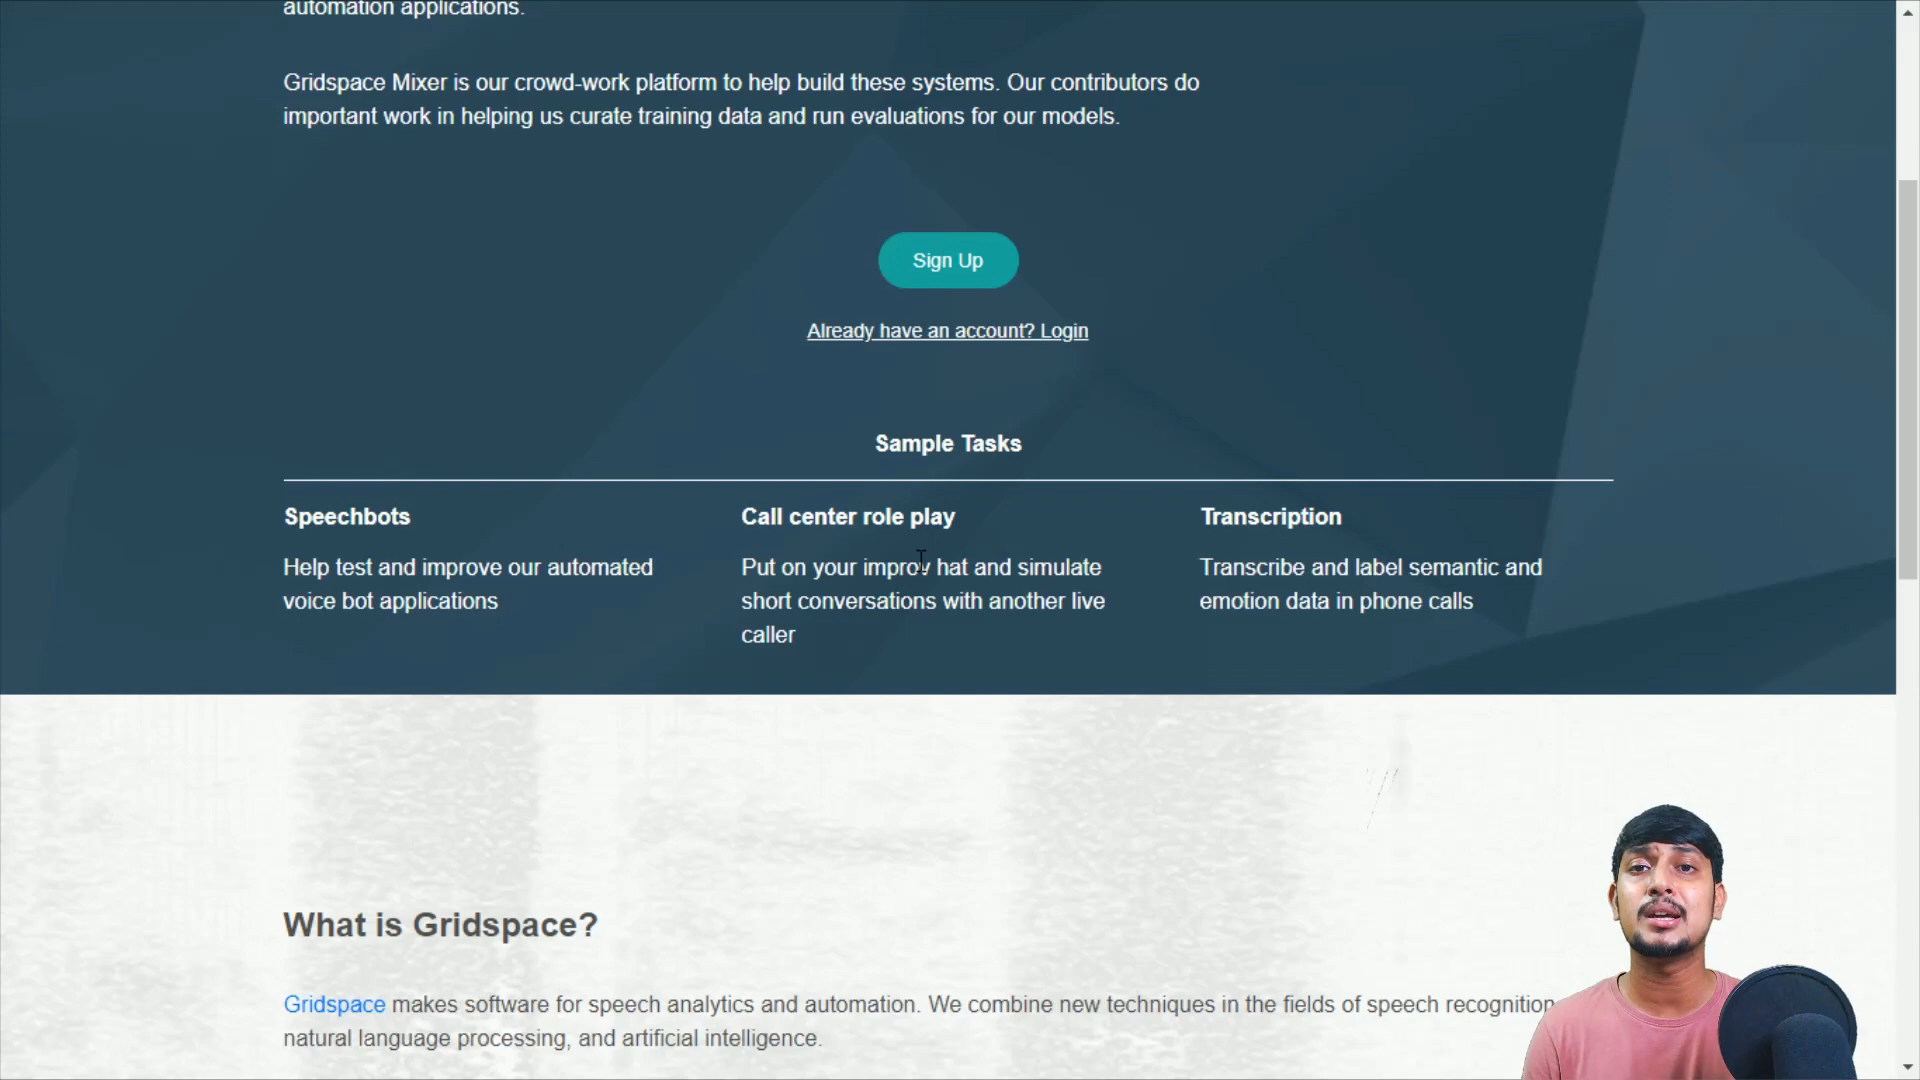 automation applications.
Gridspace Mixer is our crowd-work platform to help build these systems. Our contributors do
important work in helping us curate training data and run evaluations for our models.
Sign Up
Already have an account? Login
Sample Tasks
Speechbots
Help test and improve our automated
voice bot applications
Call center role play
Put on your improv hat and simulate
short conversations with another live
caller
Transcription
Transcribe and label semantic and
emotion data in phone calls
What is Gridspace?
Gridspace makes software for speech analytics and automation. We combine new techniques in the fields of speech recognition
natural language processing, and artificial intelligence.